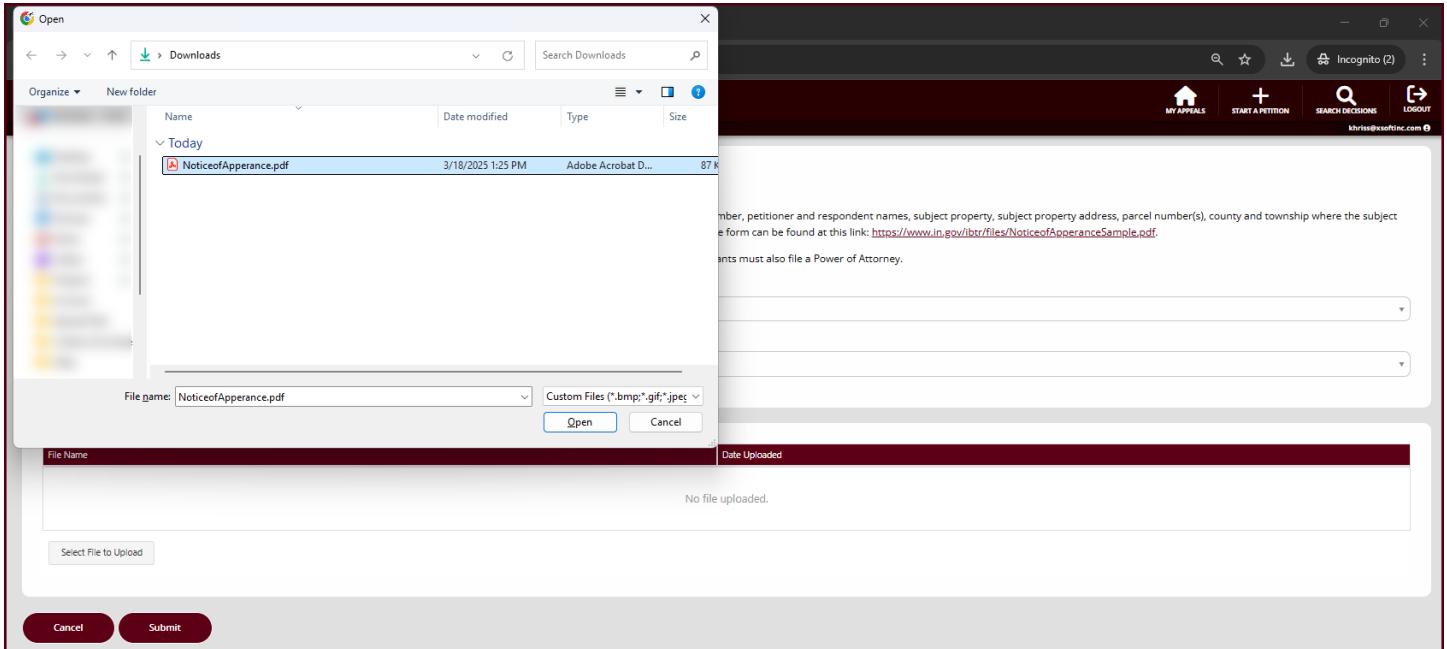 Open
Downloads
Search Downloads
Incognito (2)
Organize
New folder
MY APPEALS
START A PETITION
SEARCH DECISIONS
LOGOUT
khriss@xsoftinc.com
Name
Date modified
Type
Size
Today
NoticeofApperance.pdf
3/18/2025 1:25 PM
Adobe Acrobat D...
87 K
mber, petitioner and respondent names, subject property, subject property address, parcel number(s), county and township where the subject
e form can be found at this link: https://www.in.gov/ibtr/files/NoticeofApperanceSample.pdf.
ants must also file a Power of Attorney.
File name:
NoticeofApperance.pdf
Custom Files (*.bmp;*.gif;*.jpeg
Open
Cancel
File Name
Date Uploaded
No file uploaded.
Select File to Upload
Cancel
Submit